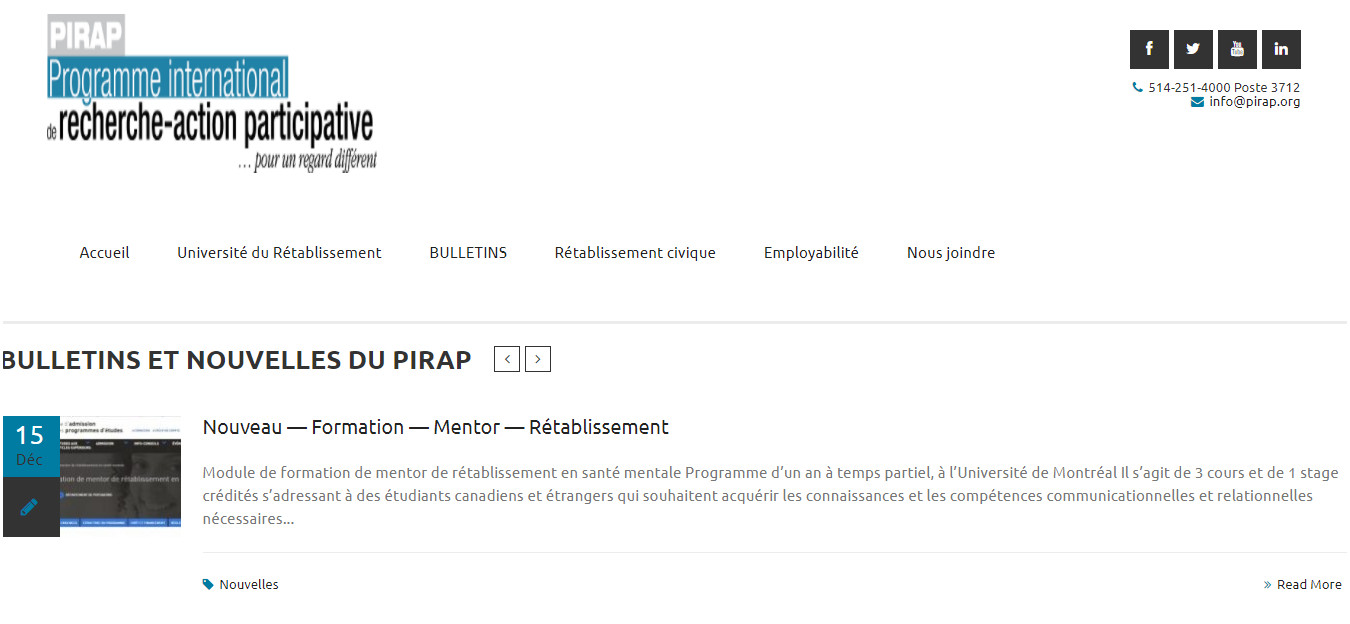 PIRAP
Programme international
de recherche-action participative
... pour un regard différent
514-251-4000 Poste 3712
info@pirap.org
Accueil Université du Rétablissement BULLETINS Rétablissement civique Employabilité Nous joindre
BULLETINS ET NOUVELLES DU PIRAP
15
Déc
d'admission
programmes d'études
Nouveau — Formation — Mentor — Rétablissement
Module de formation de mentor de rétablissement en santé mentale Programme d’un an à temps partiel, à l’Université de Montréal Il s’agit de 3 cours et de 1 stage
crédités s’adressant à des étudiants canadiens et étrangers qui souhaitent acquérir les connaissances et les compétences communicationnelles et relationnelles
nécessaires...
Nouvelles
Read More